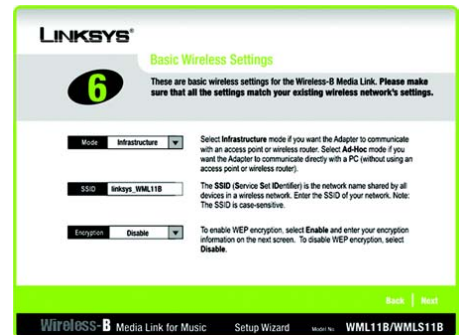 LINKSYS®
Basic Wireless Settings
6
These are basic wireless settings for the Wireless-B Media Link. Please make
sure that all the settings match your existing wireless network's settings.
Mode Infrastructure
Select Infrastructure mode if you want the Adapter to communicate
with an access point or wireless router. Select Ad-Hoc mode if you
want the Adapter to communicate directly with a PC (without using an
access point or wireless router).
SSID linksys_WML11B
The SSID (Service Set IDentifier) is the network name shared by all
devices in a wireless network. Enter the SSID of your network. Note:
The SSID is case-sensitive.
Encryption Disable
To enable WEP encryption, select Enable and enter your encryption
information on the next screen. To disable WEP encryption, select
Disable.
Back | Next
Wireless-B Media Link for Music Setup Wizard Model No. WML11B/WMLS11B